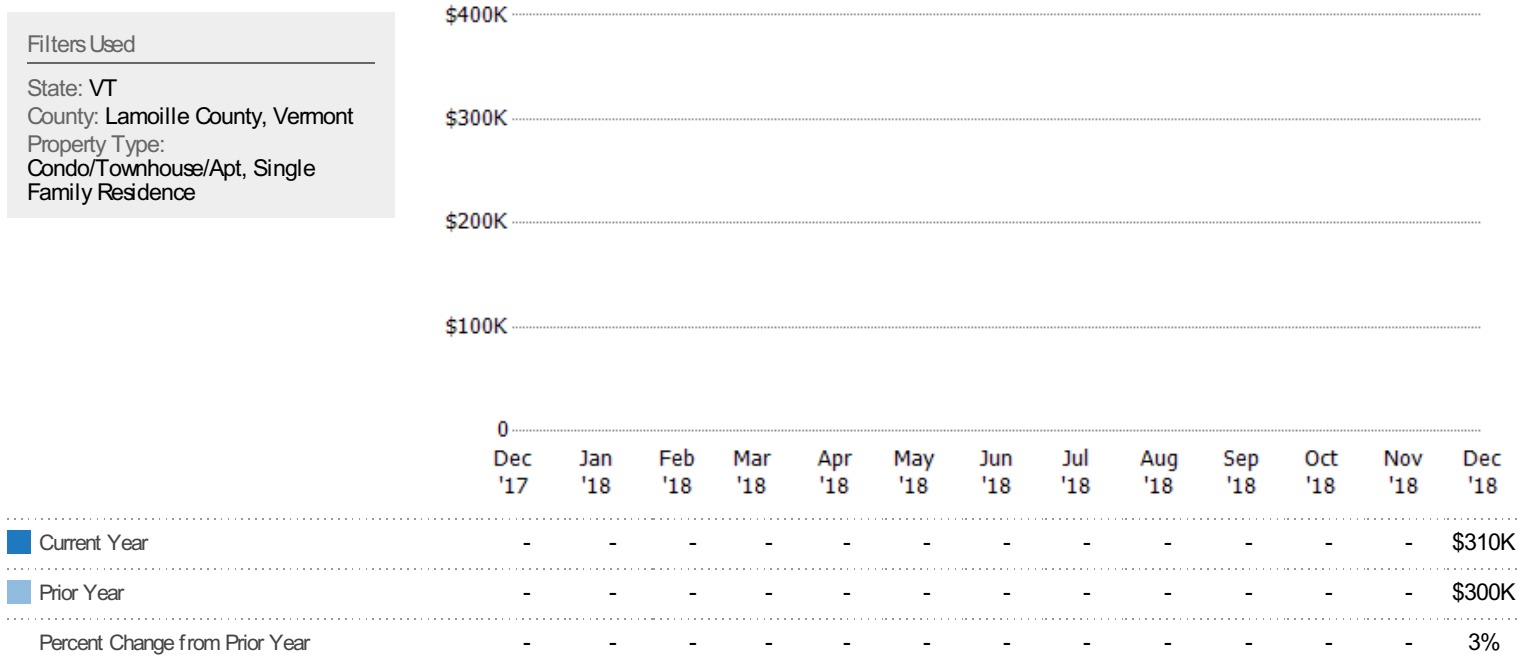 Filters Used
State: VT
County: Lamoille County, Vermont
Property Type:
Condo/Townhouse/Apt, Single
Family Residence
$400K
$300K
$200K
$100K
0
Dec Jan Feb Mar Apr May Jun Jul Aug Sep Oct Nov Dec
'17 '18 '18 '18 '18 '18 '18 '18 '18 '18 '18 '18 '18
Current Year - - - - - - - - - - - - $310K
Prior Year - - - - - - - - - - - - $300K
Percent Change from Prior Year - - - - - - - - - - - - 3%